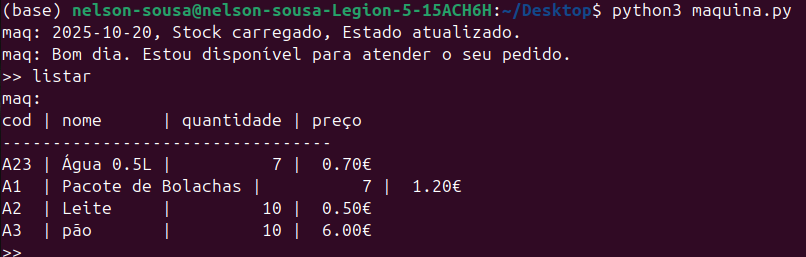 (base) nelson-sousa@nelson-sousa-Legion-5-15ACH6H:~/Desktop$ python3 maquina.py
maq: 2025-10-20, Stock carregado, Estado atualizado.
maq: Bom dia. Estou disponível para atender o seu pedido.
>> listar
maq:
cod | nome      | quantidade | preço
---------------------------------
A23 | Água 0.5L |          7 |  0.70€
A1  | Pacote de Bolachas |          7 |  1.20€
A2  | Leite     |         10 |  0.50€
A3  | pão       |         10 |  6.00€
>>